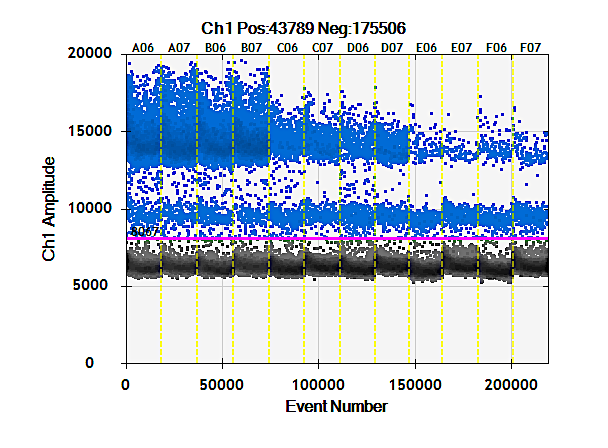 Ch1 Pos:43789 Neg:175506
A06 A07 B06 B07 C06 C07 D06 D07 E06 E07 F06 F07
20000
15000
10000
5000
0
Ch1 Amplitude
0 50000 100000 150000 200000
Event Number